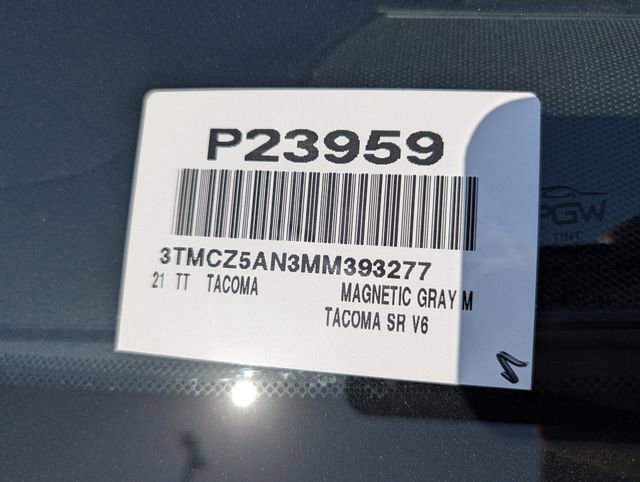 P23959
3TMCZ5AN3MM393277
21 TT TACOMA MAGNETIC GRAY M
TACOMA SR V6
PGW
TINT